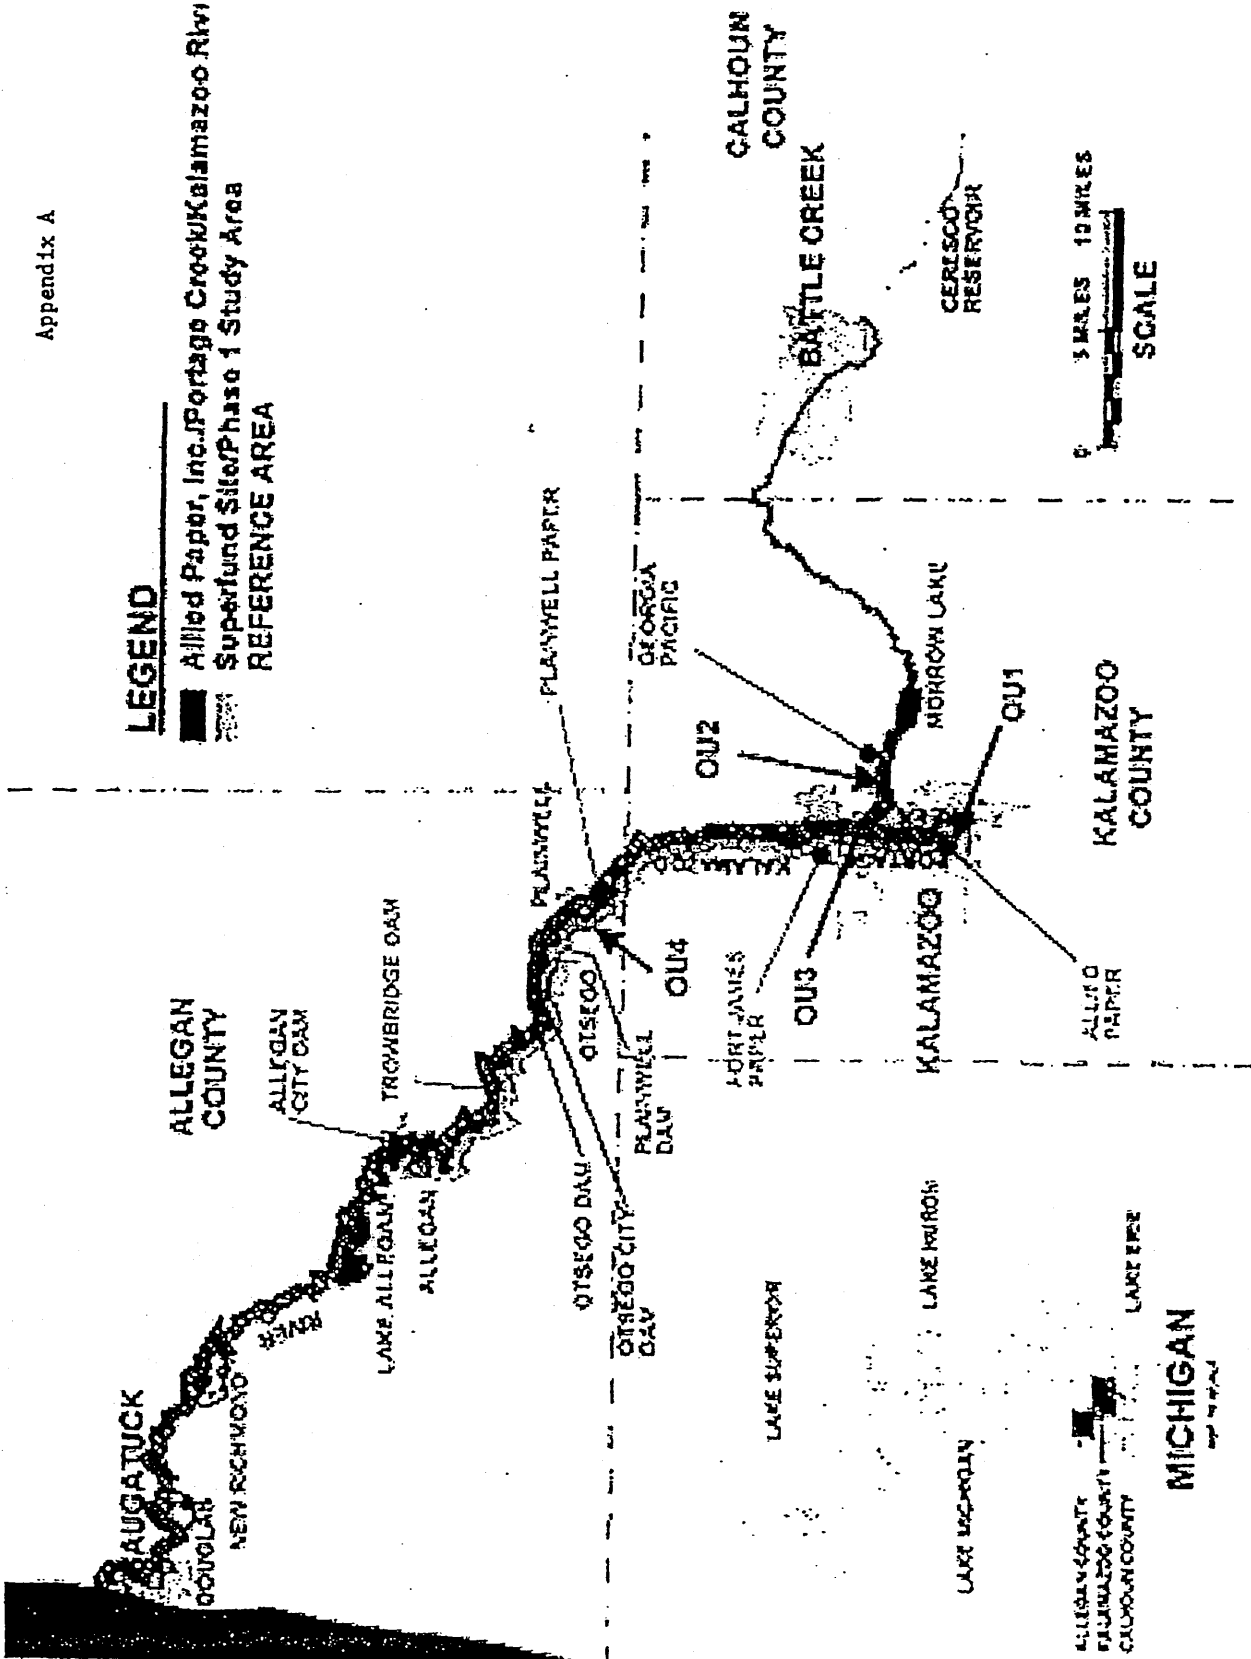 Appendix A
LEGEND
Allied Paper, Inc./Portage Creek/Kalamazoo Riv
Superfund Site/Phase 1 Study Area
REFERENCE AREA
ALLEGAN
COUNTY
ALLEGAN
CITY DAM
TROWBRIDGE DAM
PLAINWELL
PLAINWELL PAPER
AUGATUCK
DOUGLAS
NEW RICHMOND
RIVER
LAKE ALLEGAN
ALLEGAN
OTSEGO
OTSEGO DAM
OTSEGO CITY
DAM
PLAINWELL
DAM
OU4
GEORGIA
PACIFIC
OU2
CALHOUN
COUNTY
BATTLE CREEK
CERESCO
RESERVOIR
MORROW LAKE
OU1
FORT JAMES
PAPER
OU3
KALAMAZOO
ALLIED
PAPER
KALAMAZOO
COUNTY
0 5 MILES 10 MILES
SCALE
LAKE SUPERIOR
LAKE HURON
LAKE MICHIGAN
LAKE ERIE
ALLEGAN COUNTY
KALAMAZOO COUNTY
CALHOUN COUNTY
MICHIGAN